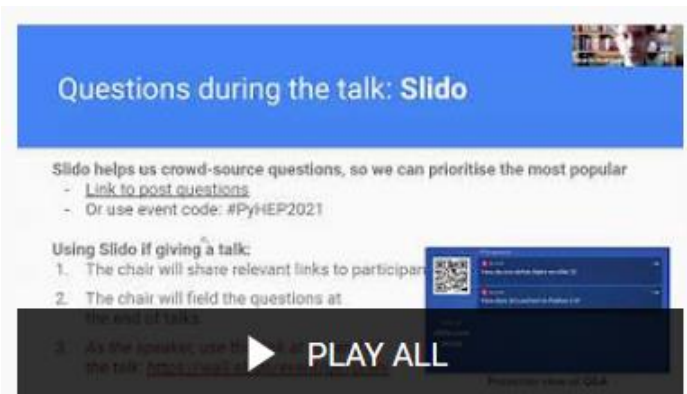 Questions during the talk: Slido
Slido helps us crowd-source questions, so we can prioritise the most popular
- Link to post questions
- Or use event code: #PyHEP2021
Using Slido if giving a talk:
1. The chair will share relevant links to
2. The chair will field the questions at
the end of talks
3. As the speaker, use the
the talk:
PLAY ALL